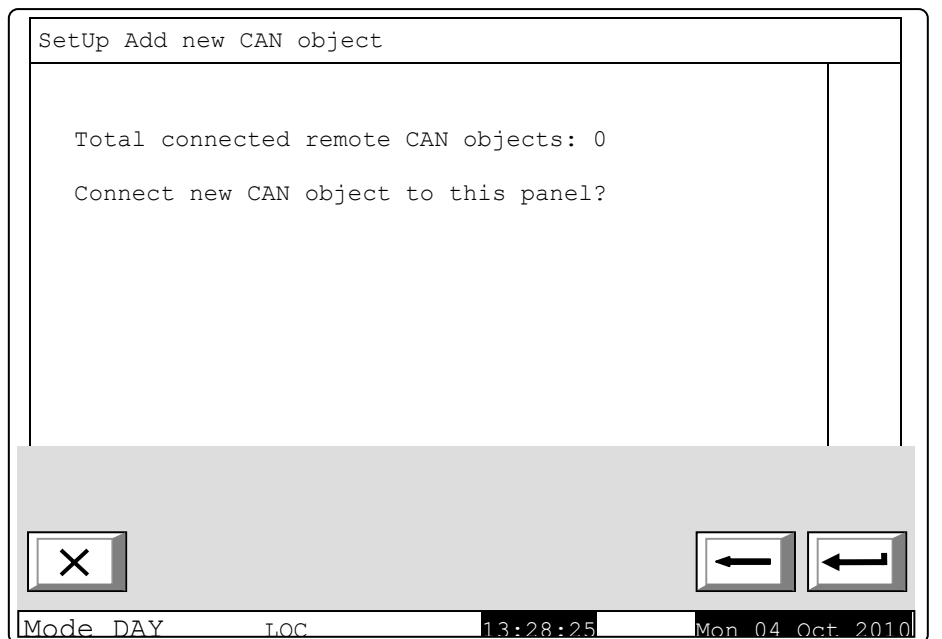 SetUp Add new CAN object
Total connected remote CAN objects: 0
Connect new CAN object to this panel?
Mode DAY LOC 13:28:25 Mon 04 Oct 2010